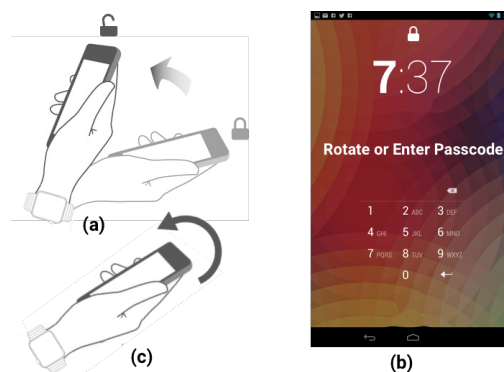 (a)
(c)
7:37
Rotate or Enter Passcode
1 2 ABC 3 DEF
4 GHI 5 JKL 6 MNO
7 PQRS 8 TUV 9 WXYZ
0
(b)